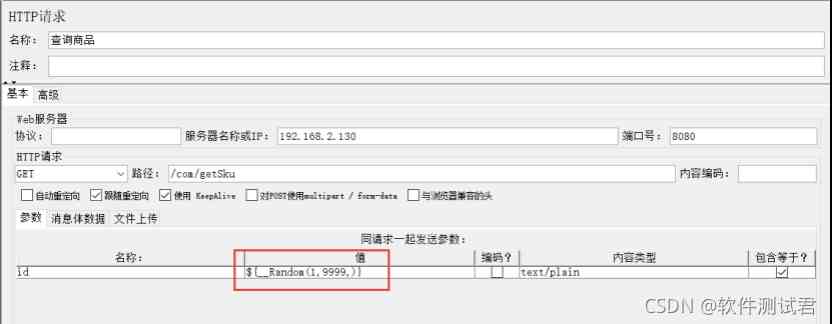 HTTP请求
名称： 查询商品
注释：
基本 高级
Web服务器
协议： 服务器名称或IP： 192.168.2.130 端口号： 8080
HTTP请求
GET 路径： /com/getSku 内容编码：
自动重定向 跟随重定向 使用 KeepAlive 对POST使用multipart / form-data 与浏览器兼容的头
参数 消息体数据 文件上传
同请求一起发送参数：
名称： 值 编码？ 内容类型 包含等于？
id ${__Random(1,9999,)} text/plain
CSDN @软件测试君